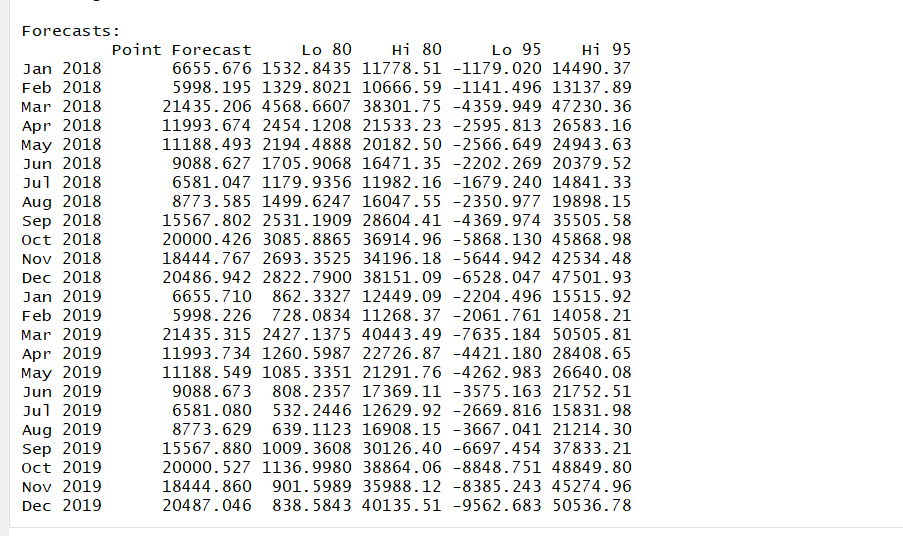 Forecasts:
Point Forecast Lo 80 Hi 80 Lo 95 Hi 95
Jan 2018 6655.676 1532.8435 11778.51 -1179.020 14490.37
Feb 2018 5998.195 1329.8021 10666.59 -1141.496 13137.89
Mar 2018 21435.206 4568.6607 38301.75 -4359.949 47230.36
Apr 2018 11993.674 2454.1208 21533.23 -2595.813 26583.16
May 2018 11188.493 2194.4888 20182.50 -2566.649 24943.63
Jun 2018 9088.627 1705.9068 16471.35 -2202.269 20379.52
Jul 2018 6581.047 1179.9356 11982.16 -1679.240 14841.33
Aug 2018 8773.585 1499.6247 16047.55 -2350.977 19898.15
Sep 2018 15567.802 2531.1909 28604.41 -4369.974 35505.58
Oct 2018 20000.426 3085.8865 36914.96 -5868.130 45868.98
Nov 2018 18444.767 2693.3525 34196.18 -5644.942 42534.48
Dec 2018 20486.942 2822.7900 38151.09 -6528.047 47501.93
Jan 2019 6655.710 862.3327 12449.09 -2204.496 15515.92
Feb 2019 5998.226 728.0834 11268.37 -2061.761 14058.21
Mar 2019 21435.315 2427.1375 40443.49 -7635.184 50505.81
Apr 2019 11993.734 1260.5987 22726.87 -4421.180 28408.65
May 2019 11188.549 1085.3351 21291.76 -4262.983 26640.08
Jun 2019 9088.673 808.2357 17369.11 -3575.163 21752.51
Jul 2019 6581.080 532.2446 12629.92 -2669.816 15831.98
Aug 2019 8773.629 639.1123 16908.15 -3667.041 21214.30
Sep 2019 15567.880 1009.3608 30126.40 -6697.454 37833.21
Oct 2019 20000.527 1136.9980 38864.06 -8848.751 48849.80
Nov 2019 18444.860 901.5989 35988.12 -8385.243 45274.96
Dec 2019 20487.046 838.5843 40135.51 -9562.683 50536.78